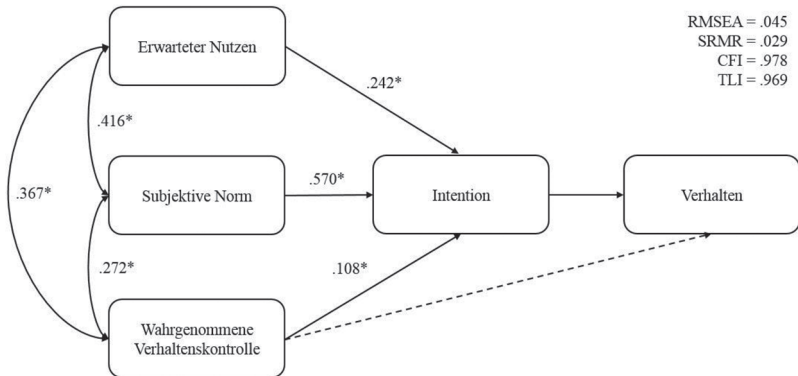 RMSEA = .045
SRMR = .029
CFI = .978
TLI = .969
Erwarteter Nutzen
.242*
.416*
.367*
Subjektive Norm
.570*
Intention
Verhalten
.272*
.108*
Wahrgenommene
Verhaltenskontrolle